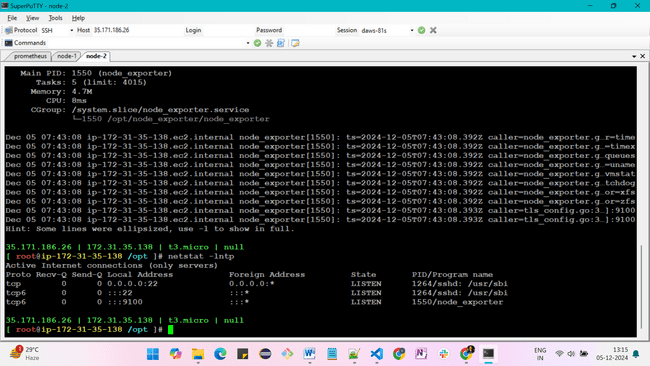 SuperPuTTY - node-2
File View Tools Help
Protocol SSH Host 35.171.186.26 Login Password Session daws-81s
Commands
prometheus node-1 node-2
Main PID: 1550 (node_exporter)
Tasks: 5 (limit: 4015)
Memory: 4.7M
CPU: 8ms
CGroup: /system.slice/node_exporter.service
└─1550 /opt/node_exporter/node_exporter
Dec 05 07:43:08 ip-172-31-35-138.ec2.internal node_exporter[1550]: ts=2024-12-05T07:43:08.392Z caller=node_exporter.g…r=time
Dec 05 07:43:08 ip-172-31-35-138.ec2.internal node_exporter[1550]: ts=2024-12-05T07:43:08.392Z caller=node_exporter.g…=timex
Dec 05 07:43:08 ip-172-31-35-138.ec2.internal node_exporter[1550]: ts=2024-12-05T07:43:08.392Z caller=node_exporter.g…queues
Dec 05 07:43:08 ip-172-31-35-138.ec2.internal node_exporter[1550]: ts=2024-12-05T07:43:08.392Z caller=node_exporter.g…=uname
Dec 05 07:43:08 ip-172-31-35-138.ec2.internal node_exporter[1550]: ts=2024-12-05T07:43:08.392Z caller=node_exporter.g…vmstat
Dec 05 07:43:08 ip-172-31-35-138.ec2.internal node_exporter[1550]: ts=2024-12-05T07:43:08.392Z caller=node_exporter.g…tchdog
Dec 05 07:43:08 ip-172-31-35-138.ec2.internal node_exporter[1550]: ts=2024-12-05T07:43:08.392Z caller=node_exporter.g…or=xfs
Dec 05 07:43:08 ip-172-31-35-138.ec2.internal node_exporter[1550]: ts=2024-12-05T07:43:08.392Z caller=node_exporter.g…or=zfs
Dec 05 07:43:08 ip-172-31-35-138.ec2.internal node_exporter[1550]: ts=2024-12-05T07:43:08.393Z caller=tls_config.go:3…]:9100
Dec 05 07:43:08 ip-172-31-35-138.ec2.internal node_exporter[1550]: ts=2024-12-05T07:43:08.393Z caller=tls_config.go:3…]:9100
Hint: Some lines were ellipsized, use -l to show in full.
35.171.186.26 | 172.31.35.138 | t3.micro | null
[ root@ip-172-31-35-138 /opt ]# netstat -lntp
Active Internet connections (only servers)
Proto Recv-Q Send-Q Local Address Foreign Address State PID/Program name
tcp 0 0 0.0.0.0:22 0.0.0.0:* LISTEN 1264/sshd: /usr/sbi
tcp6 0 0 :::22 :::* LISTEN 1264/sshd: /usr/sbi
tcp6 0 0 :::9100 :::* LISTEN 1550/node_exporter
35.171.186.26 | 172.31.35.138 | t3.micro | null
[ root@ip-172-31-35-138 /opt ]#
29°C
Haze
ENG
IN
13:15
05-12-2024